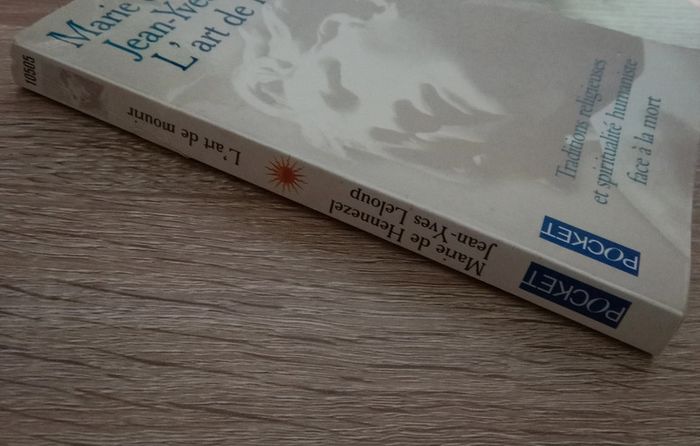 Marie
Jean-Yves
L'art de
Traditions religieuses
et spiritualité humaniste
face à la mort
POCKET
10505
L'art de mourir
Marie de Hennezel
Jean-Yves Leloup
POCKET